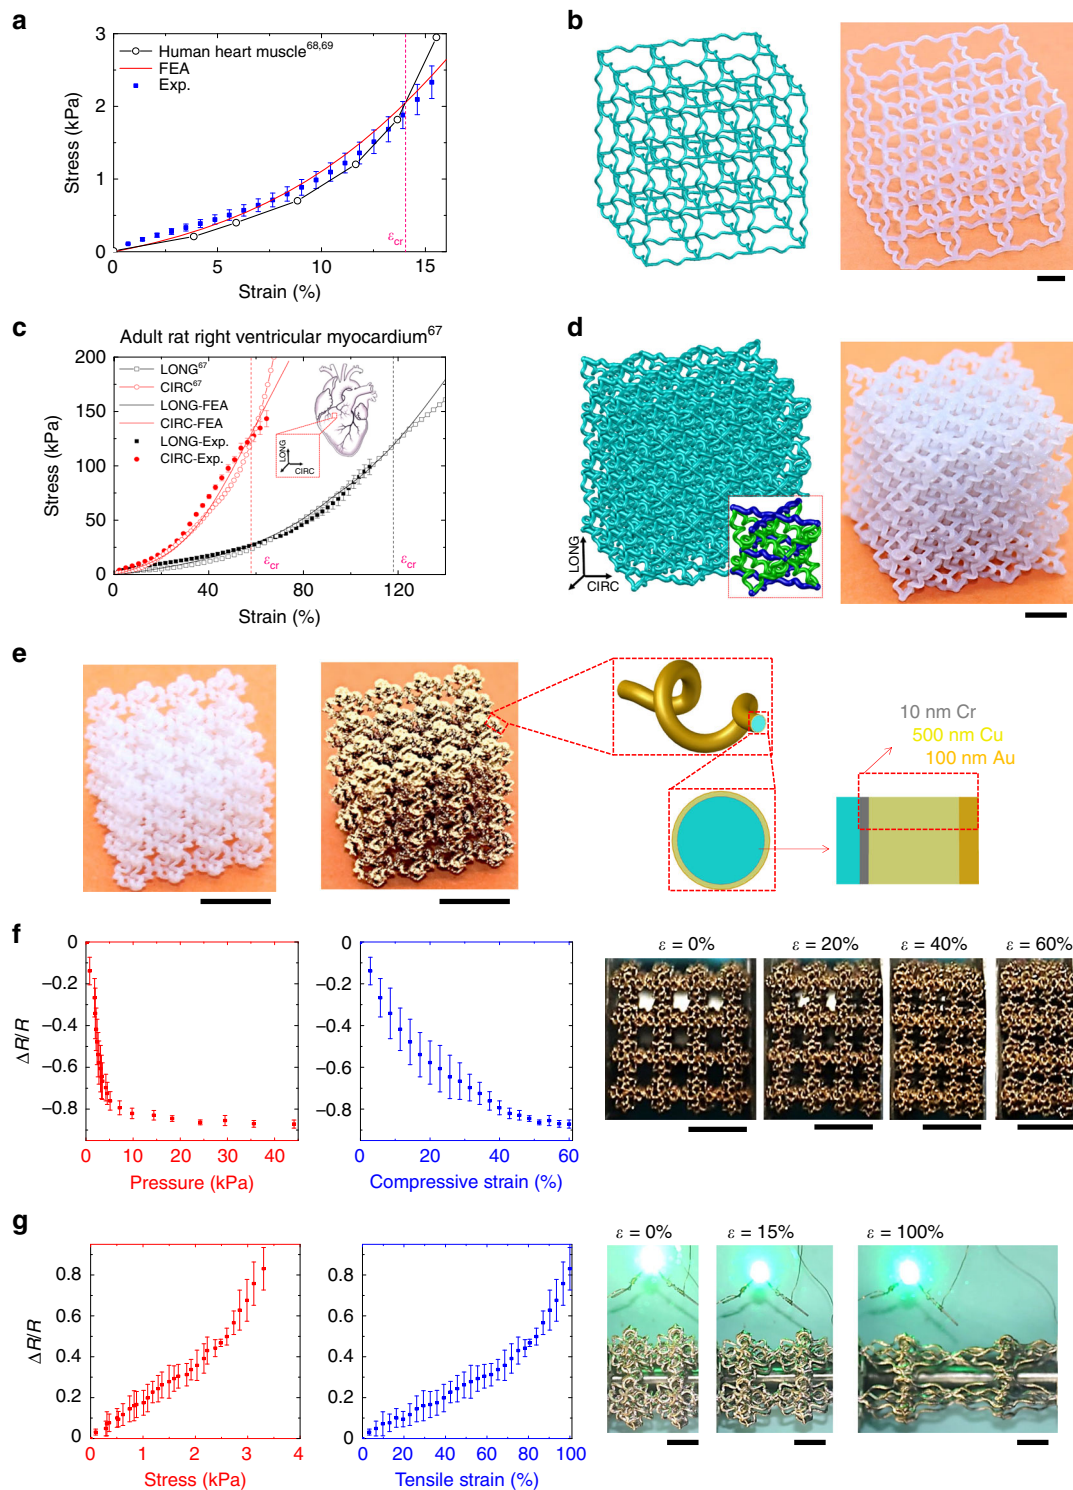 a
3
2
1
0
Stress (kPa)
Human heart muscle68,69
FEA
Exp.
εcr
0
5
10
15
Strain (%)
b
c
Adult rat right ventricular myocardium67
200
150
100
50
0
Stress (kPa)
LONG67
CIRC67
LONG-FEA
CIRC-FEA
LONG-Exp.
CIRC-Exp.
LONG
CIRC
εcr
εcr
0
40
80
120
Strain (%)
d
LONG
CIRC
e
10 nm Cr
500 nm Cu
100 nm Au
f
0
−0.2
−0.4
−0.6
−0.8
ΔR/R
0
10
20
30
40
Pressure (kPa)
0
−0.2
−0.4
−0.6
−0.8
0
20
40
60
Compressive strain (%)
ε = 0%
ε = 20%
ε = 40%
ε = 60%
g
0.8
0.6
0.4
0.2
0
ΔR/R
0
1
2
3
4
Stress (kPa)
0.8
0.6
0.4
0.2
0
0
20
40
60
80
100
Tensile strain (%)
ε = 0%
ε = 15%
ε = 100%